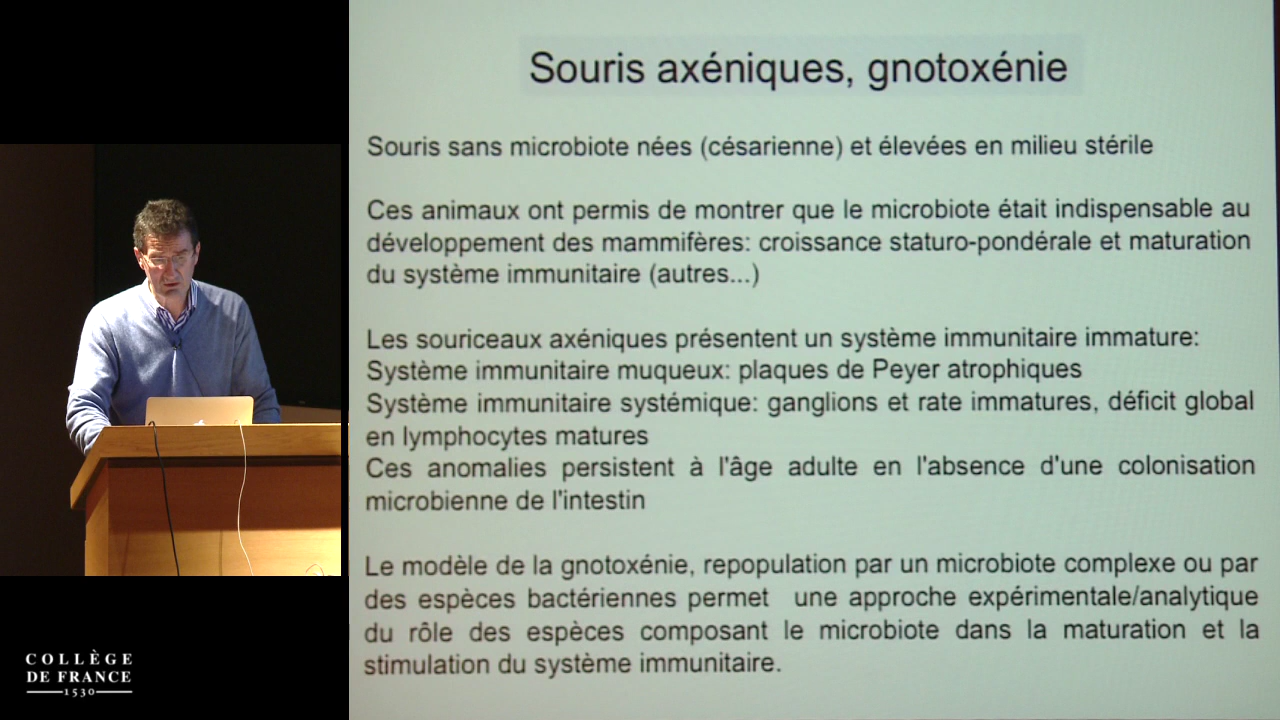 Souris axéniques, gnotoxénie
Souris sans microbiote nées (césarienne) et élevées en milieu stérile
Ces animaux ont permis de montrer que le microbiote était indispensable au
développement des mammifères: croissance staturo-pondérale et maturation
du système immunitaire (autres...)
Les souriceaux axéniques présentent un système immunitaire immature:
Système immunitaire muqueux: plaques de Peyer atrophiques
Système immunitaire systémique: ganglions et rate immatures, déficit global
en lymphocytes matures
Ces anomalies persistent à l'âge adulte en l'absence d'une colonisation
microbienne de l'intestin
Le modèle de la gnotoxénie, repopulation par un microbiote complexe ou par
des espèces bactériennes permet une approche expérimentale/analytique
du rôle des espèces composant le microbiote dans la maturation et la
stimulation du système immunitaire.
COLLÈGE
DE FRANCE
1530